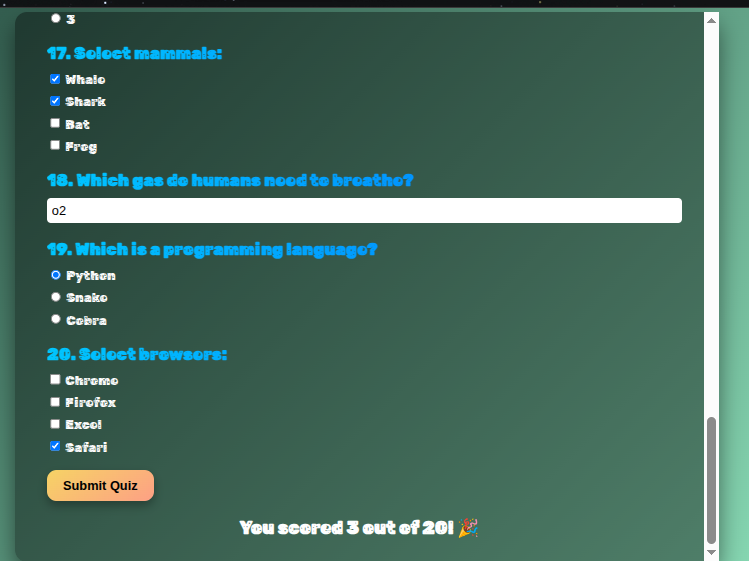 3
17. Select mammals:
Whale
Shark
Bat
Frog
18. Which gas do humans need to breathe?
o2
19. Which is a programming language?
Python
Snake
Cobra
20. Select browsers:
Chrome
Firefox
Excel
Safari
Submit Quiz
You scored 3 out of 20! 🎉